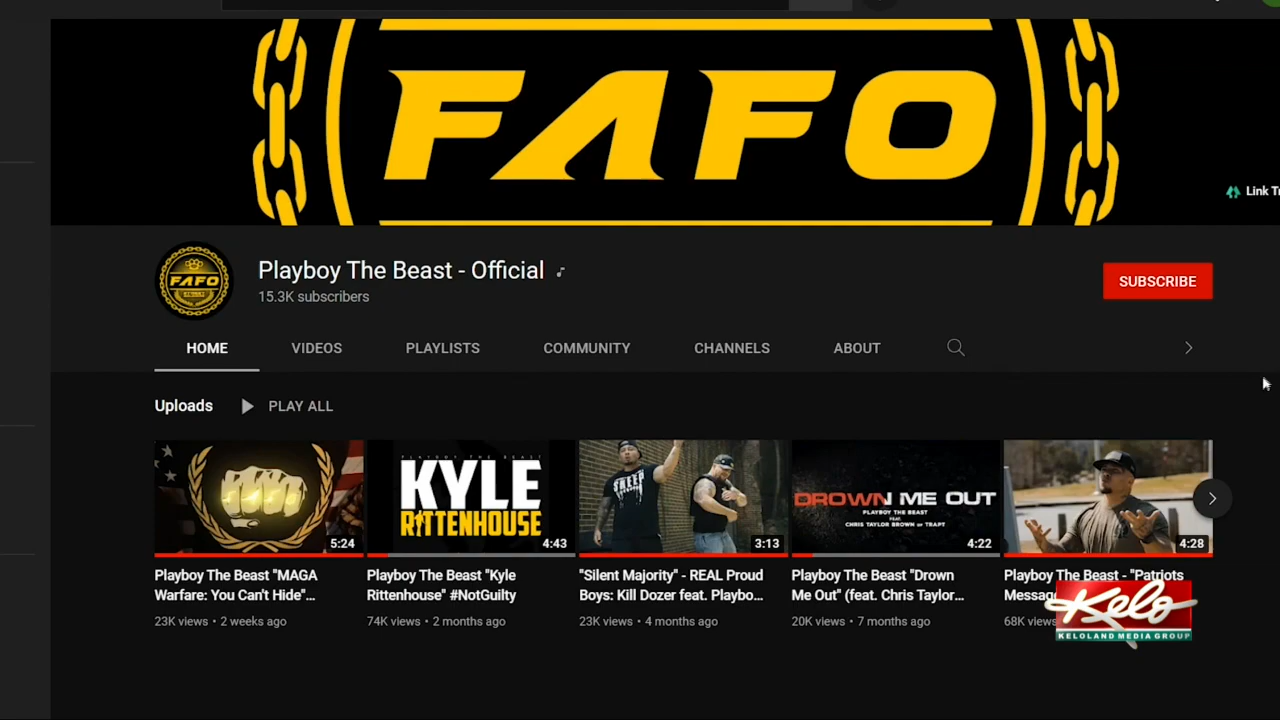 FAFO
Link T
Playboy The Beast - Official
15.3K subscribers
SUBSCRIBE
HOME
VIDEOS
PLAYLISTS
COMMUNITY
CHANNELS
ABOUT
Uploads
PLAY ALL
5:24
PLAYBOY THE BEAST
KYLE
RITTENHOUSE
4:43
3:13
DROWN ME OUT
PLAYBOY THE BEAST
FEAT.
CHRIS TAYLOR BROWN OF TRAPT
4:22
4:28
Playboy The Beast "MAGA
Warfare: You Can't Hide"...
23K views • 2 weeks ago
Playboy The Beast "Kyle
Rittenhouse" #NotGuilty
74K views • 2 months ago
"Silent Majority" - REAL Proud
Boys: Kill Dozer feat. Playbo...
23K views • 4 months ago
Playboy The Beast "Drown
Me Out" (feat. Chris Taylor...
20K views • 7 months ago
Playboy The Beast - "Patriots
Messag
68K views
Kelo
KELOLAND MEDIA GROUP